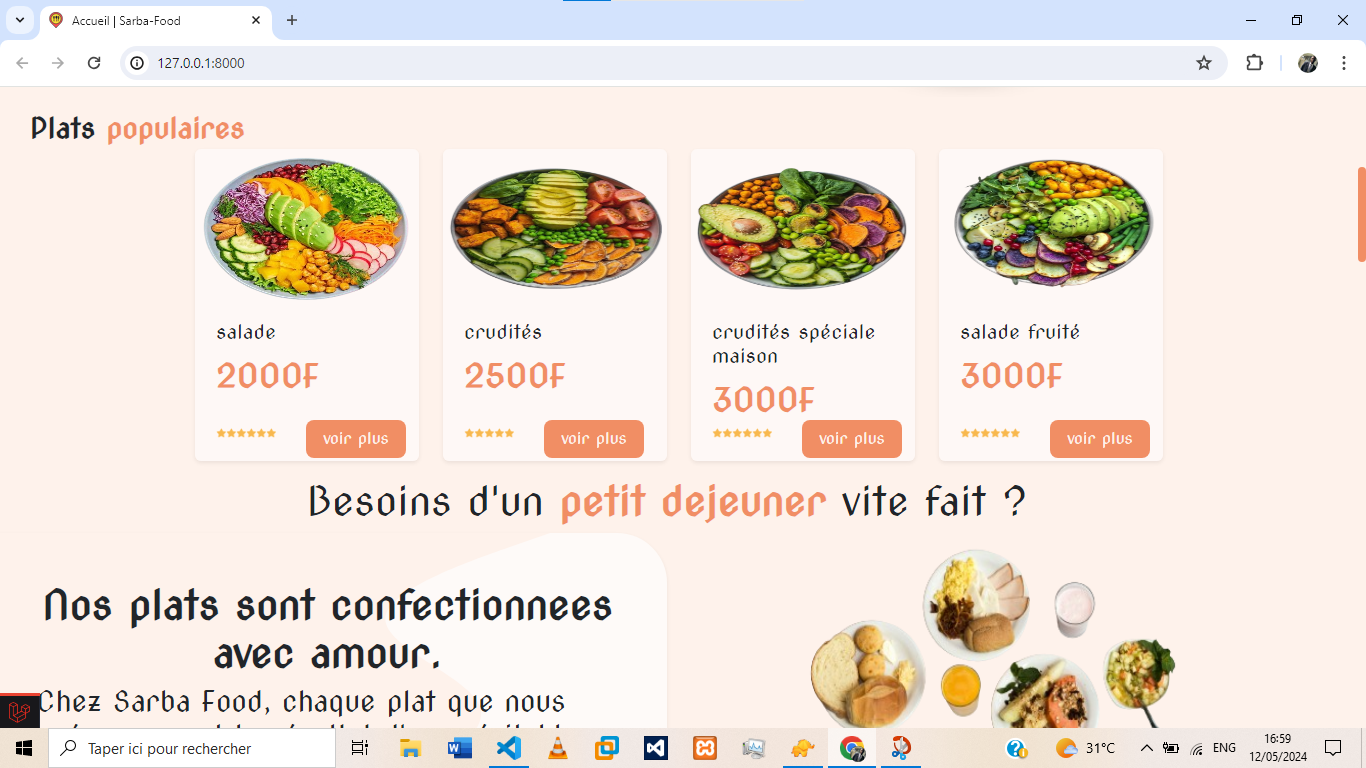 Accueil | Sarba-Food
127.0.0.1:8000
Plats populaires
salade
2000F
voir plus
crudités
2500F
voir plus
crudités spéciale
maison
3000F
voir plus
salade fruité
3000F
voir plus
Besoins d'un petit dejeuner vite fait ?
Nos plats sont confectionnees
avec amour.
Chez Sarba Food, chaque plat que nous
Taper ici pour rechercher
31°C
ENG
16:59
12/05/2024